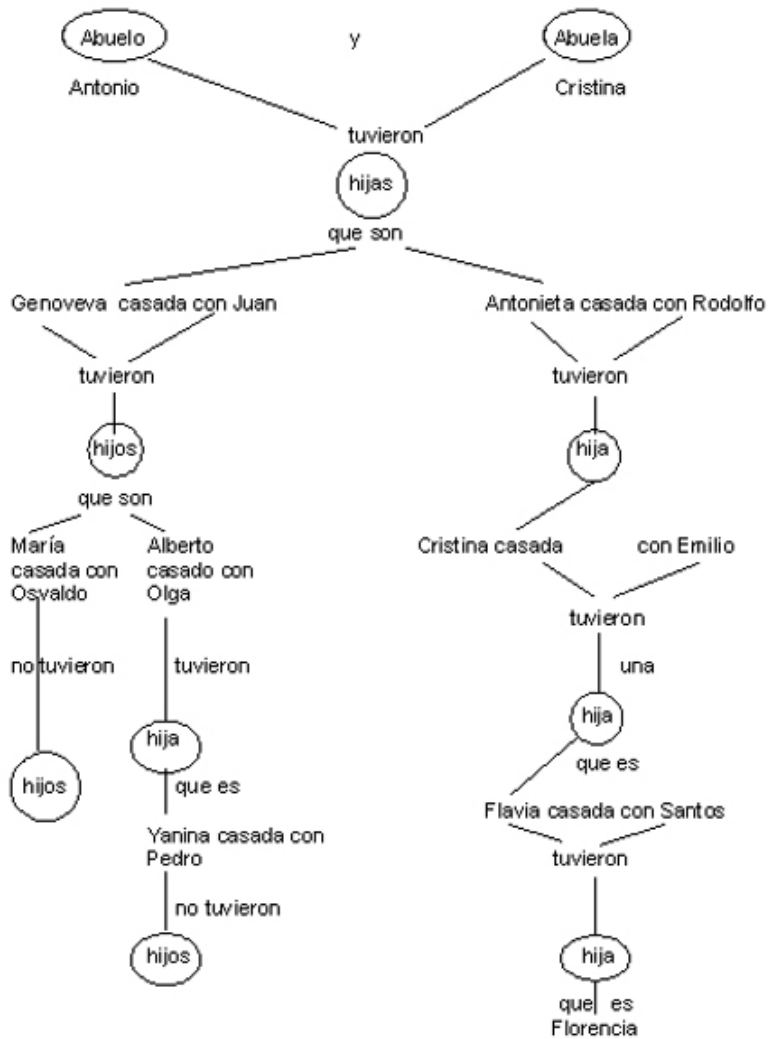 Abuelo y Abuela
Antonio Cristina
tuvieron
hijas
que son
Genoveva casada con Juan
Antonieta casada con Rodolfo
tuvieron
tuvieron
hijos
hija
que son
María
casada con
Osvaldo
Alberto
casado con
Olga
Cristina casada con Emilio
tuvieron
no tuvieron
tuvieron
una
hija
hija
que es
hijos
que es
Flavia casada con Santos
Yanina casada con
Pedro
tuvieron
no tuvieron
hijos
hija
que es
Florencia